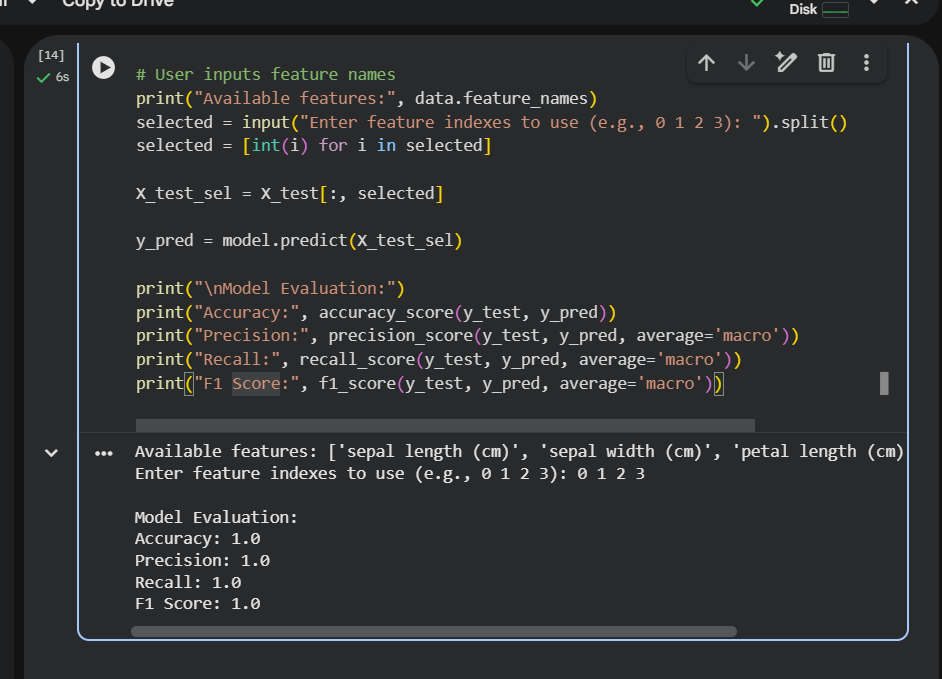 Copy to Drive
Disk
[14]
6s
# User inputs feature names
print("Available features:", data.feature_names)
selected = input("Enter feature indexes to use (e.g., 0 1 2 3): ").split()
selected = [int(i) for i in selected]
X_test_sel = X_test[:, selected]
y_pred = model.predict(X_test_sel)
print("\nModel Evaluation:")
print("Accuracy:", accuracy_score(y_test, y_pred))
print("Precision:", precision_score(y_test, y_pred, average='macro'))
print("Recall:", recall_score(y_test, y_pred, average='macro'))
print("F1 Score:", f1_score(y_test, y_pred, average='macro'))
Available features: ['sepal length (cm)', 'sepal width (cm)', 'petal length (cm)
Enter feature indexes to use (e.g., 0 1 2 3): 0 1 2 3
Model Evaluation:
Accuracy: 1.0
Precision: 1.0
Recall: 1.0
F1 Score: 1.0